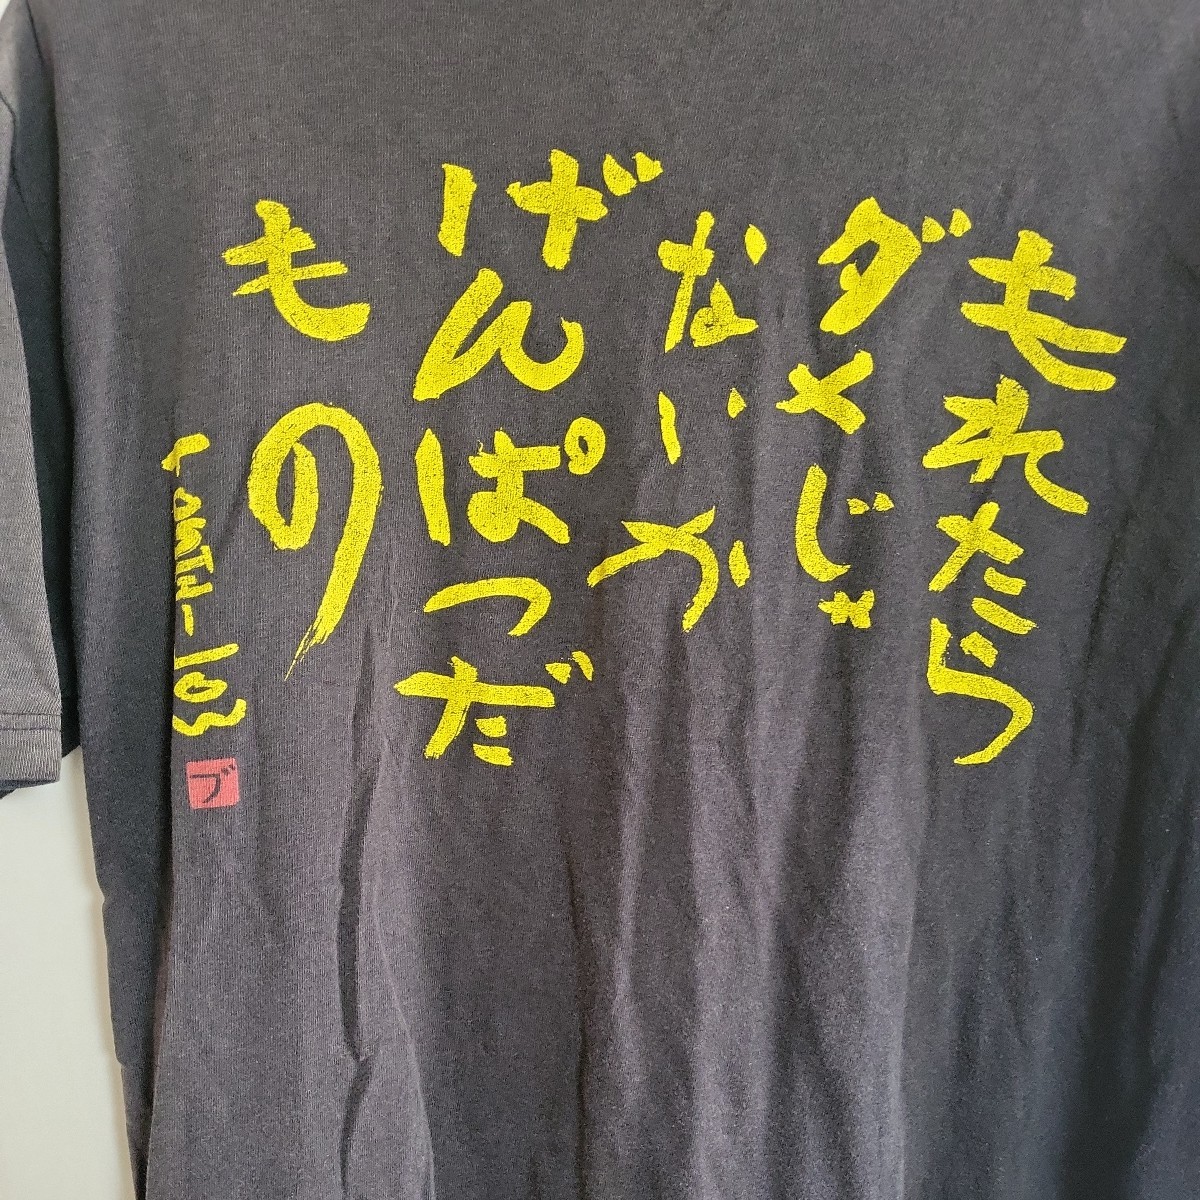 もれたら
ダメじゃ
ないか
げんぱつだ
もの
ブ